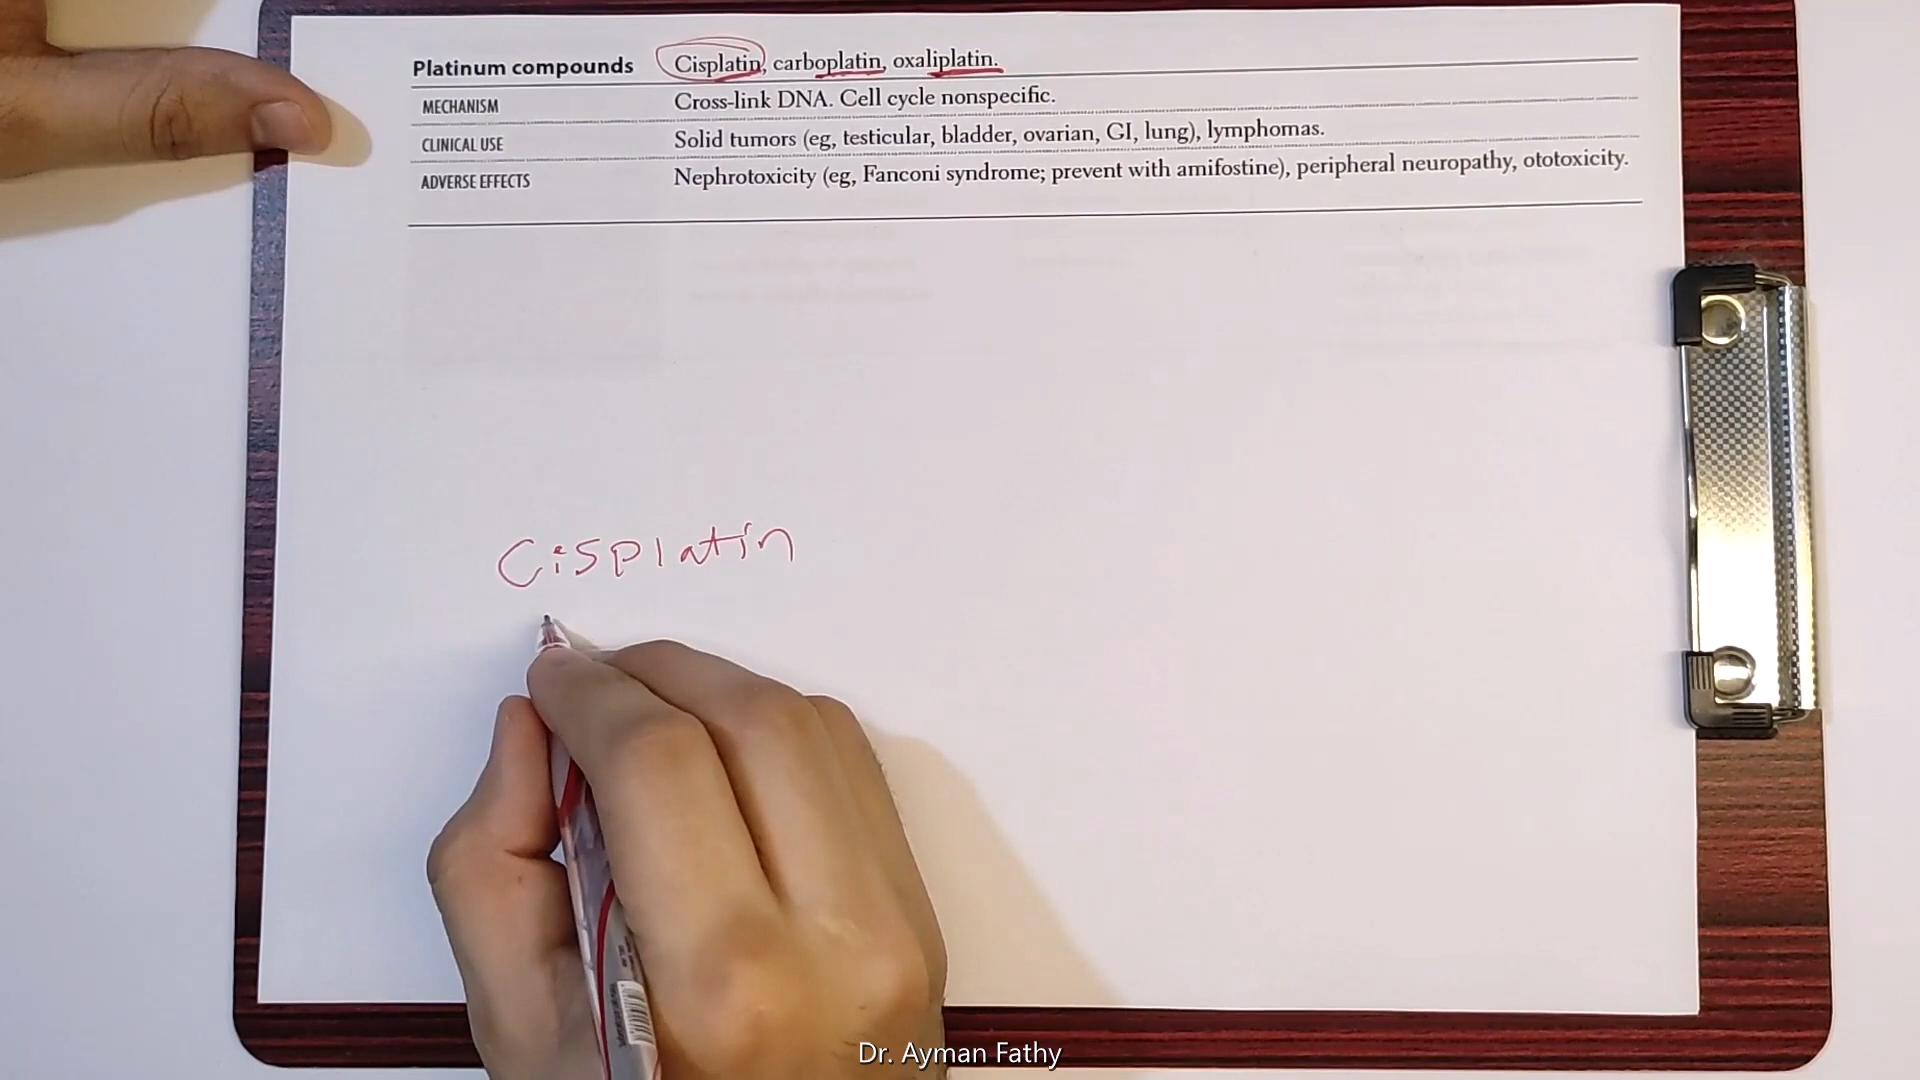 Platinum compounds Cisplatin, carboplatin, oxaliplatin.
MECHANISM Cross-link DNA. Cell cycle nonspecific.
CLINICAL USE Solid tumors (eg, testicular, bladder, ovarian, GI, lung), lymphomas.
ADVERSE EFFECTS Nephrotoxicity (eg, Fanconi syndrome; prevent with amifostine), peripheral neuropathy, ototoxicity.
Cisplatin
Dr. Ayman Fathy